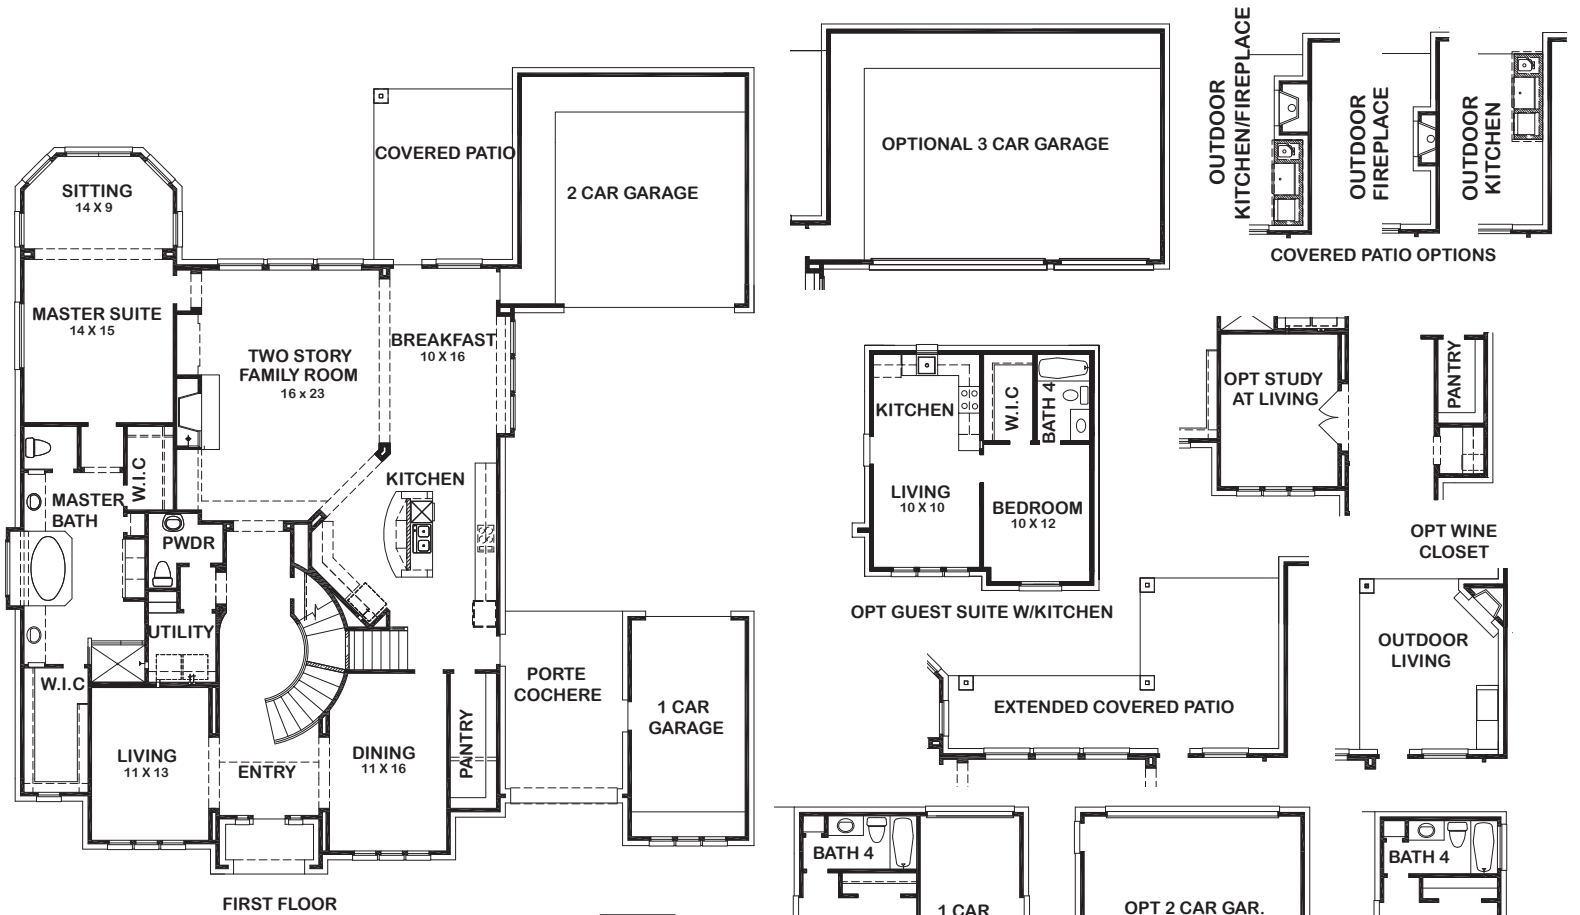 COVERED PATIO
2 CAR GARAGE
SITTING
14 X 9
MASTER SUITE
14 X 15
TWO STORY
FAMILY ROOM
16 x 23
BREAKFAST
10 X 16
KITCHEN
W.I.C
MASTER
BATH
PWDR
UTILITY
W.I.C
LIVING
11 X 13
ENTRY
DINING
11 X 16
PANTRY
PORTE
COCHERE
1 CAR
GARAGE
FIRST FLOOR
OPTIONAL 3 CAR GARAGE
OUTDOOR
KITCHEN/FIREPLACE
OUTDOOR
FIREPLACE
OUTDOOR
KITCHEN
COVERED PATIO OPTIONS
KITCHEN
W.I.C
BATH 4
LIVING
10 X 10
BEDROOM
10 X 12
OPT GUEST SUITE W/KITCHEN
OPT STUDY
AT LIVING
PANTRY
OPT WINE
CLOSET
EXTENDED COVERED PATIO
OUTDOOR
LIVING
BATH 4
1 CAR
OPT 2 CAR GAR.
BATH 4